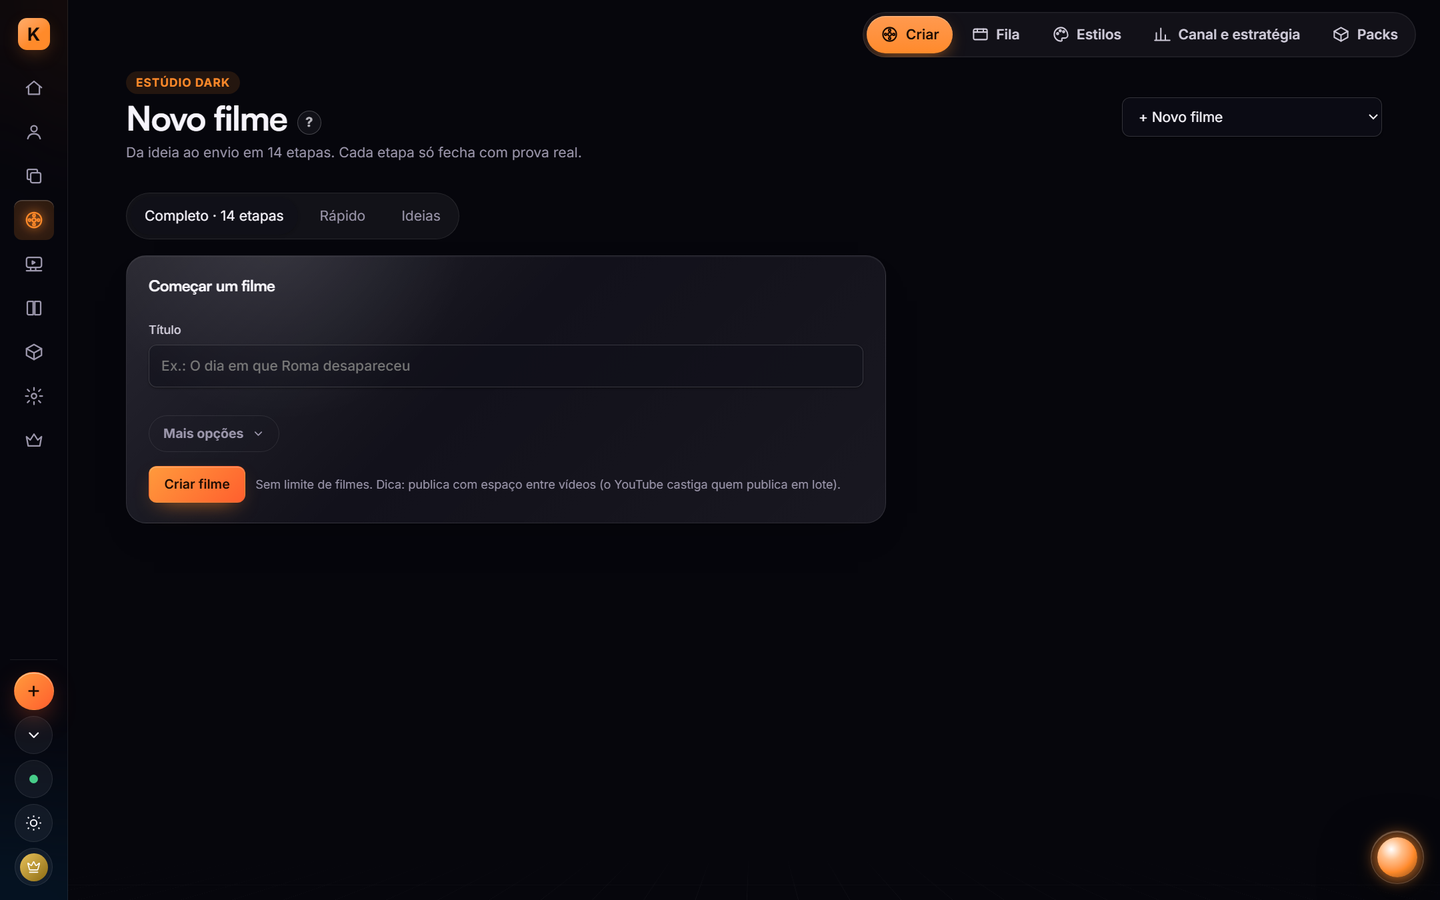 K
Criar
Fila
Estilos
Canal e estratégia
Packs
ESTÚDIO DARK
Novo filme ?
+ Novo filme
Da ideia ao envio em 14 etapas. Cada etapa só fecha com prova real.
Completo · 14 etapas
Rápido
Ideias
Começar um filme
Título
Ex.: O dia em que Roma desapareceu
Mais opções
Criar filme
Sem limite de filmes. Dica: publica com espaço entre vídeos (o YouTube castiga quem publica em lote).